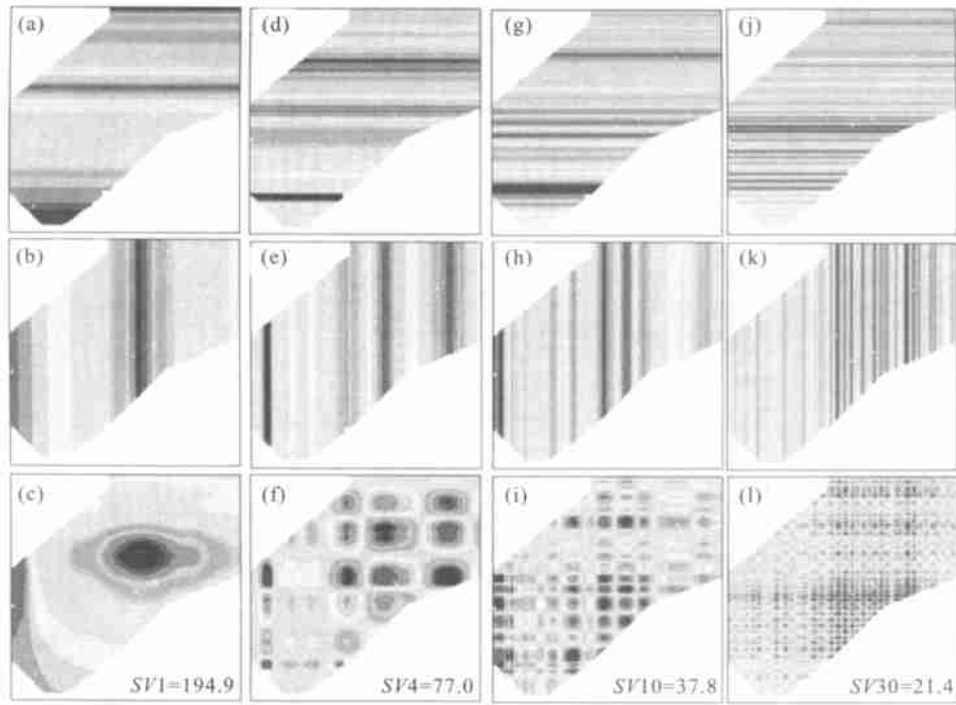 (a)
(d)
(g)
(j)
(b)
(e)
(h)
(k)
(c)
(f)
(i)
(l)
SV1=194.9
SV4=77.0
SV10=37.8
SV30=21.4